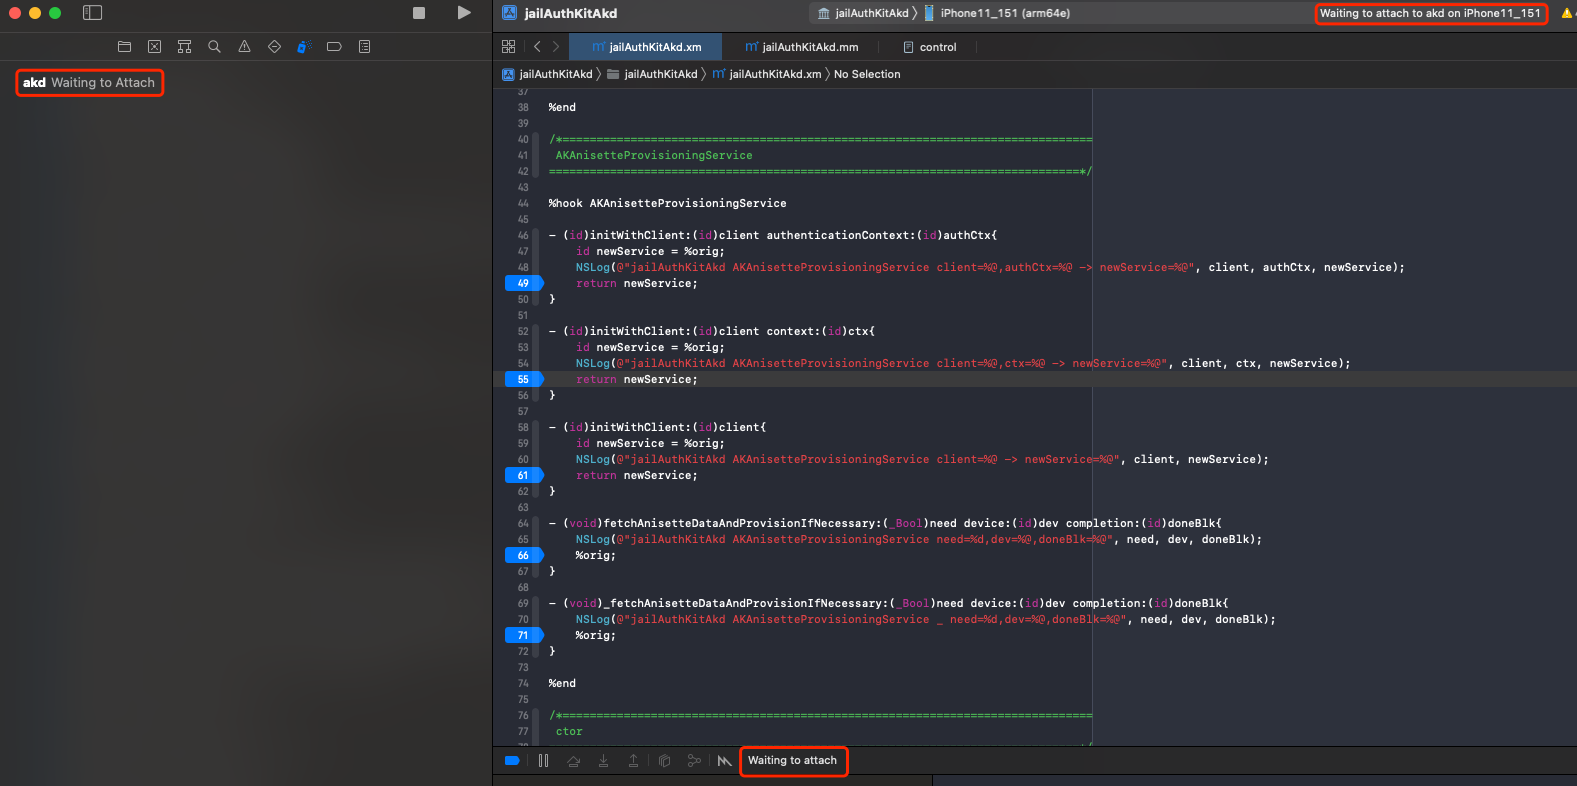 jailAuthKitAkd
jailAuthKitAkd
iPhone11_151 (arm64e)
Waiting to attach to akd on iPhone11_151
jailAuthKitAkd.xm
jailAuthKitAkd.mm
control
jailAuthKitAkd
jailAuthKitAkd
jailAuthKitAkd.xm
No Selection
akd Waiting to Attach
37
38 %end
39
40 /*==============================================================================
41 AKAnisetteProvisioningService
42 ==============================================================================*/
43
44 %hook AKAnisetteProvisioningService
45
46 - (id)initWithClient:(id)client authenticationContext:(id)authCtx{
47 id newService = %orig;
48 NSLog(@"jailAuthKitAkd AKAnisetteProvisioningService client=%@,authCtx=%@ -> newService=%@", client, authCtx, newService);
49 return newService;
50 }
51
52 - (id)initWithClient:(id)client context:(id)ctx{
53 id newService = %orig;
54 NSLog(@"jailAuthKitAkd AKAnisetteProvisioningService client=%@,ctx=%@ -> newService=%@", client, ctx, newService);
55 return newService;
56 }
57
58 - (id)initWithClient:(id)client{
59 id newService = %orig;
60 NSLog(@"jailAuthKitAkd AKAnisetteProvisioningService client=%@ -> newService=%@", client, newService);
61 return newService;
62 }
63
64 - (void)fetchAnisetteDataAndProvisionIfNecessary:(_Bool)need device:(id)dev completion:(id)doneBlk{
65 NSLog(@"jailAuthKitAkd AKAnisetteProvisioningService need=%d,dev=%@,doneBlk=%@", need, dev, doneBlk);
66 %orig;
67 }
68
69 - (void)_fetchAnisetteDataAndProvisionIfNecessary:(_Bool)need device:(id)dev completion:(id)doneBlk{
70 NSLog(@"jailAuthKitAkd AKAnisetteProvisioningService _ need=%d,dev=%@,doneBlk=%@", need, dev, doneBlk);
71 %orig;
72 }
73
74 %end
75
76 /*==============================================================================
77 ctor
Waiting to attach